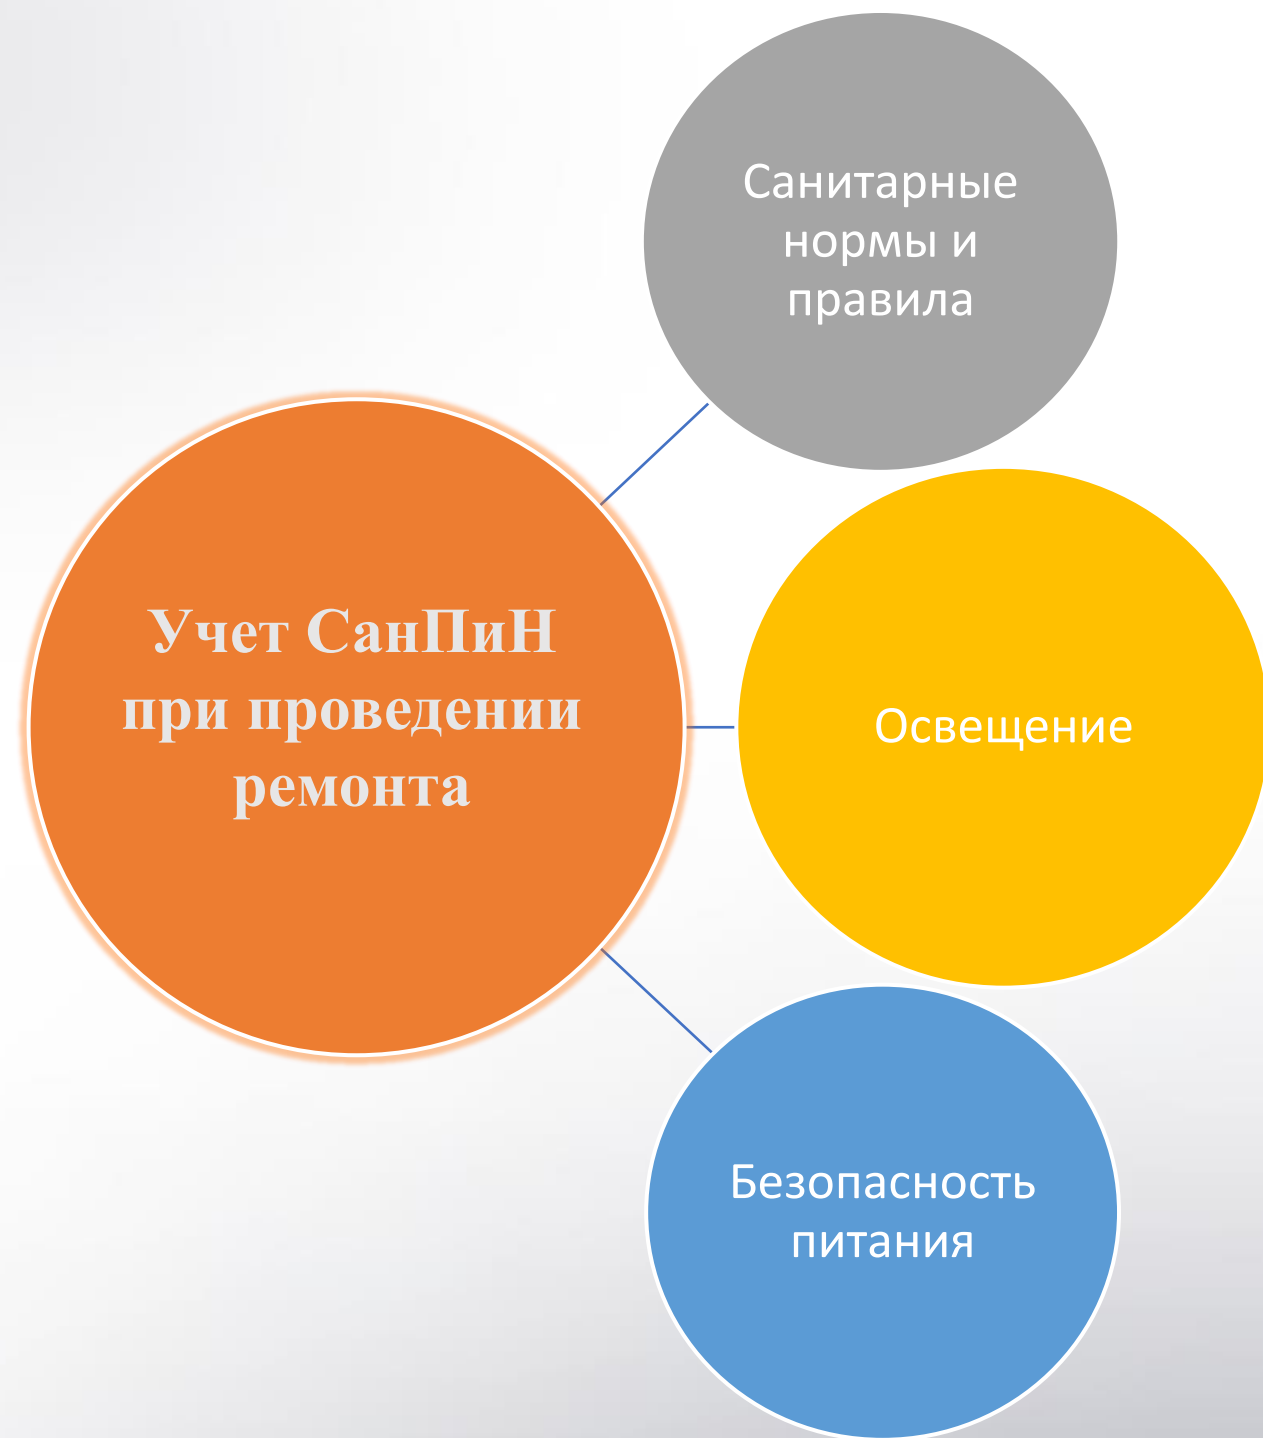 Санитарные
нормы и
правила
Учет СанПиН
при проведении
ремонта
Освещение
Безопасность
питания